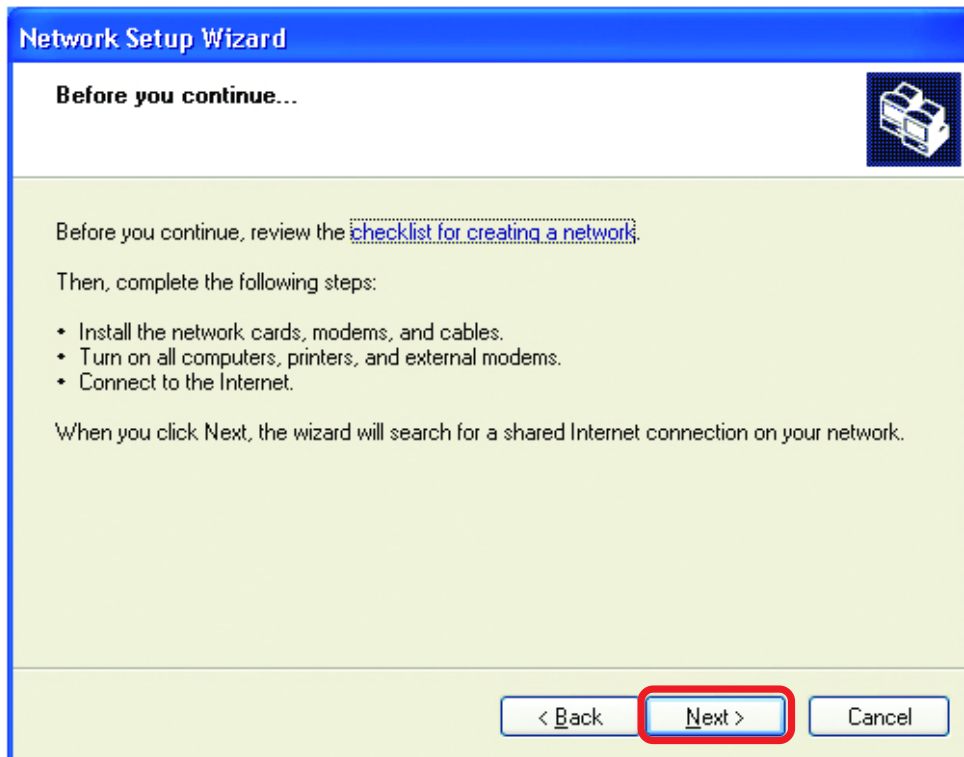 Network Setup Wizard
Before you continue...
Before you continue, review the checklist for creating a network.
Then, complete the following steps:
• Install the network cards, modems, and cables.
• Turn on all computers, printers, and external modems.
• Connect to the Internet.
When you click Next, the wizard will search for a shared Internet connection on your network.
< Back Next > Cancel